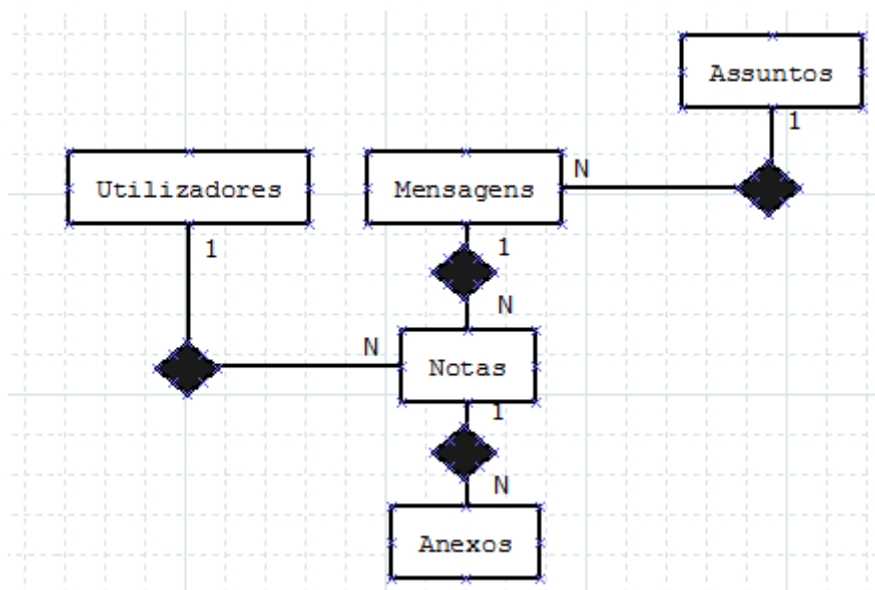 Assuntos
1
Utilizadores
Mensagens
N
1
1
N
N
Notas
1
N
Anexos